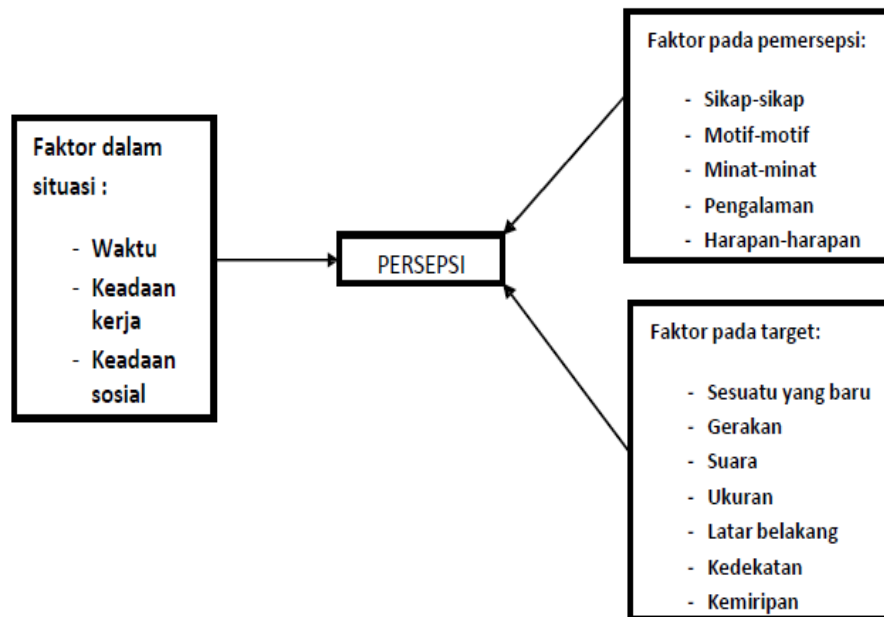 Faktor dalam
situasi :
- Waktu
- Keadaan
kerja
- Keadaan
sosial
PERSEPSI
Faktor pada pemersepsi:
- Sikap-sikap
- Motif-motif
- Minat-minat
- Pengalaman
- Harapan-harapan
Faktor pada target:
- Sesuatu yang baru
- Gerakan
- Suara
- Ukuran
- Latar belakang
- Kedekatan
- Kemiripan